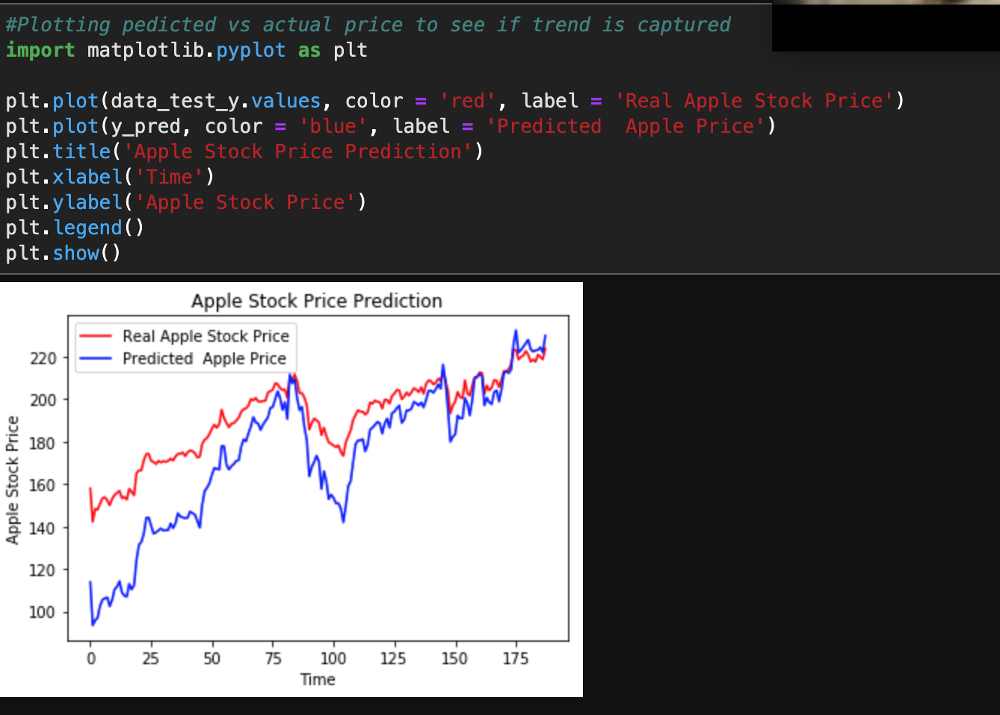 #Plotting pedicted vs actual price to see if trend is captured
import matplotlib.pyplot as plt
plt.plot(data_test_y.values, color = 'red', label = 'Real Apple Stock Price')
plt.plot(y_pred, color = 'blue', label = 'Predicted  Apple Price')
plt.title('Apple Stock Price Prediction')
plt.xlabel('Time')
plt.ylabel('Apple Stock Price')
plt.legend()
plt.show()
Apple Stock Price Prediction
Real Apple Stock Price
Predicted  Apple Price
220
200
180
160
140
120
100
Apple Stock Price
0 25 50 75 100 125 150 175
Time